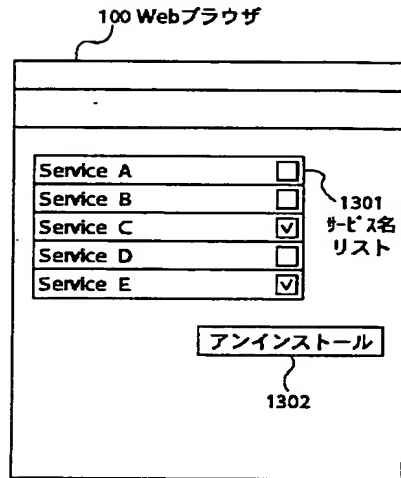 100 Webブラウザ
Service A
Service B
Service C
Service D
Service E
1301
サービス名
リスト
アンインストール
1302